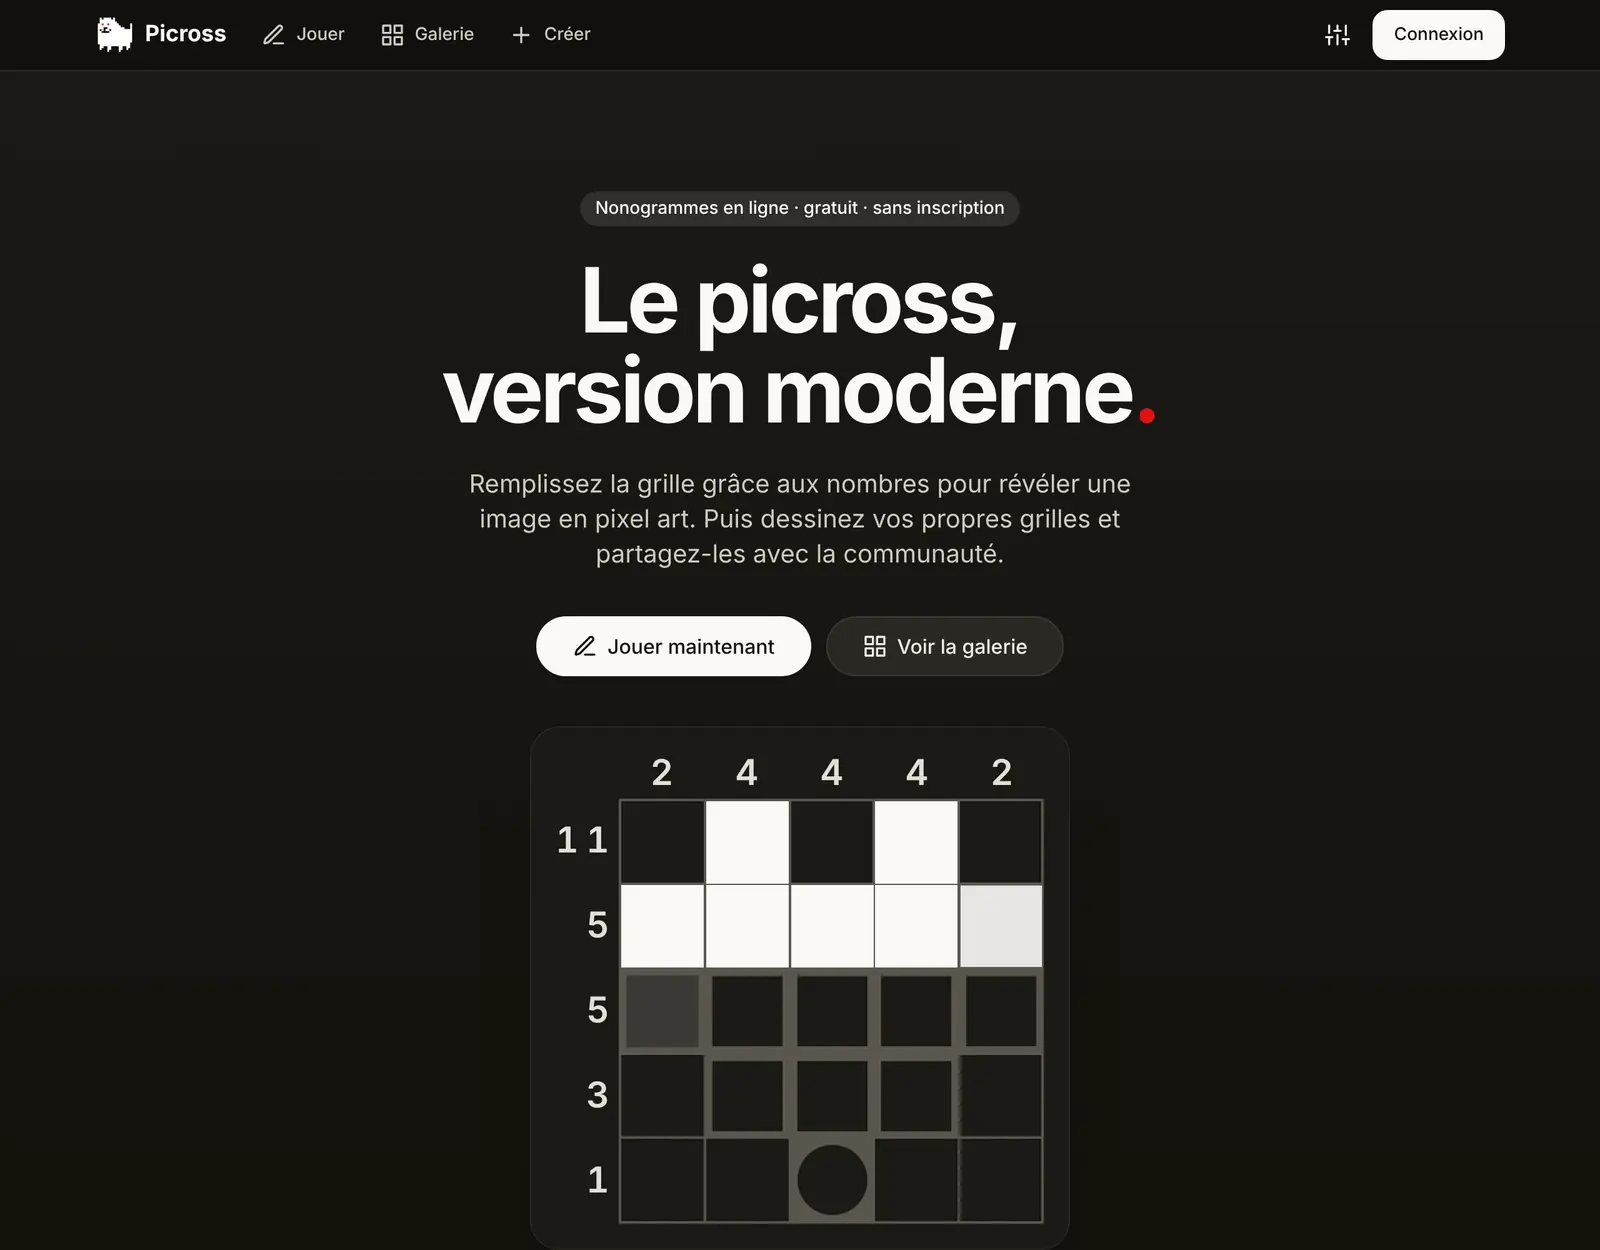 Picross
Jouer
Galerie
Créer
Connexion
Nonogrammes en ligne · gratuit · sans inscription
Le picross,
version moderne.
Remplissez la grille grâce aux nombres pour révéler une
image en pixel art. Puis dessinez vos propres grilles et
partagez-les avec la communauté.
Jouer maintenant
Voir la galerie
2 4 4 4 2
1 1
5
5
3
1